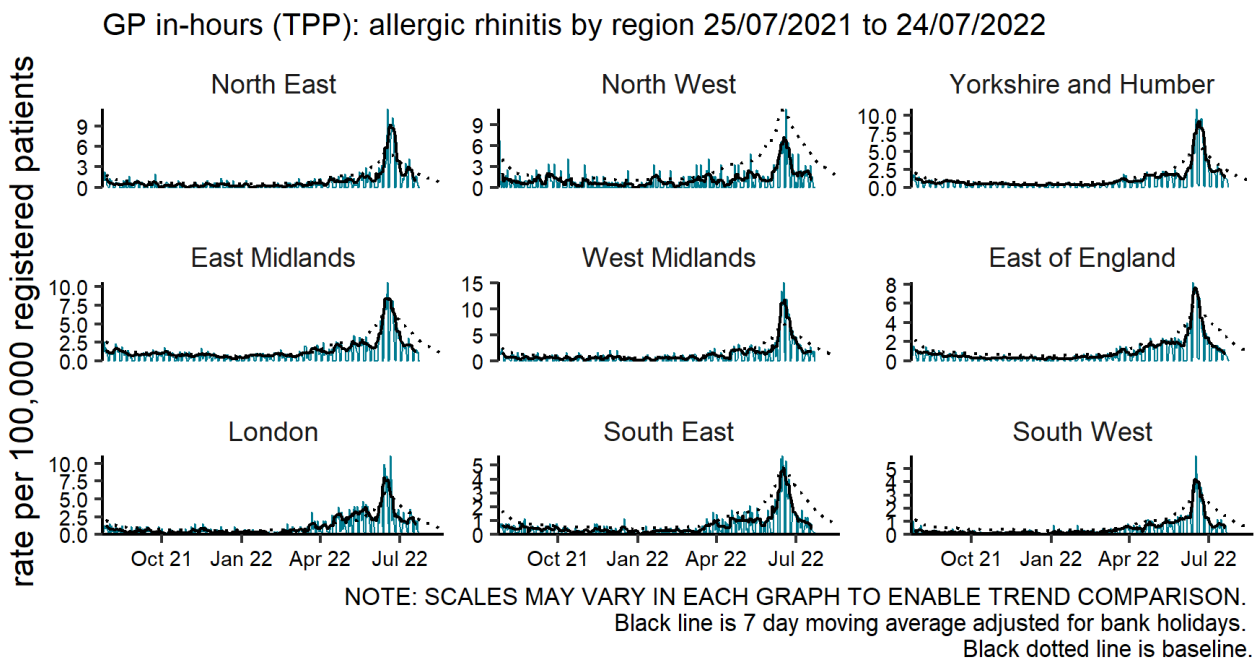 GP in-hours (TPP): allergic rhinitis by region 25/07/2021 to 24/07/2022
rate per 100,000 registered patients
North East
9
6
3
0
North West
9
6
3
0
Yorkshire and Humber
10.0
7.5
5.0
2.5
0.0
East Midlands
10.0
7.5
5.0
2.5
0.0
West Midlands
15
10
5
0
East of England
8
6
4
2
0
London
10.0
7.5
5.0
2.5
0.0
South East
5
4
3
2
1
0
South West
5
4
3
2
1
0
Oct 21 Jan 22 Apr 22 Jul 22
Oct 21 Jan 22 Apr 22 Jul 22
Oct 21 Jan 22 Apr 22 Jul 22
NOTE: SCALES MAY VARY IN EACH GRAPH TO ENABLE TREND COMPARISON.
Black line is 7 day moving average adjusted for bank holidays.
Black dotted line is baseline.